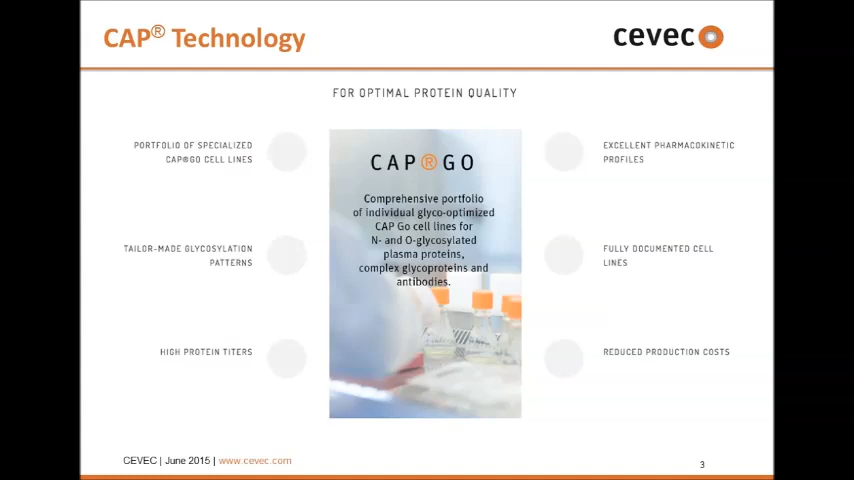 CAP® Technology
cevec
FOR OPTIMAL PROTEIN QUALITY
PORTFOLIO OF SPECIALIZED
CAP®GO CELL LINES
TAILOR-MADE GLYCOSYLATION
PATTERNS
HIGH PROTEIN TITERS
CAP®GO
Comprehensive portfolio
of individual glyco-optimized
CAP Go cell lines for
N- and O-glycosylated
plasma proteins,
complex glycoproteins and
antibodies.
EXCELLENT PHARMACOKINETIC
PROFILES
FULLY DOCUMENTED CELL
LINES
REDUCED PRODUCTION COSTS
CEVEC | June 2015 | www.cevec.com
3